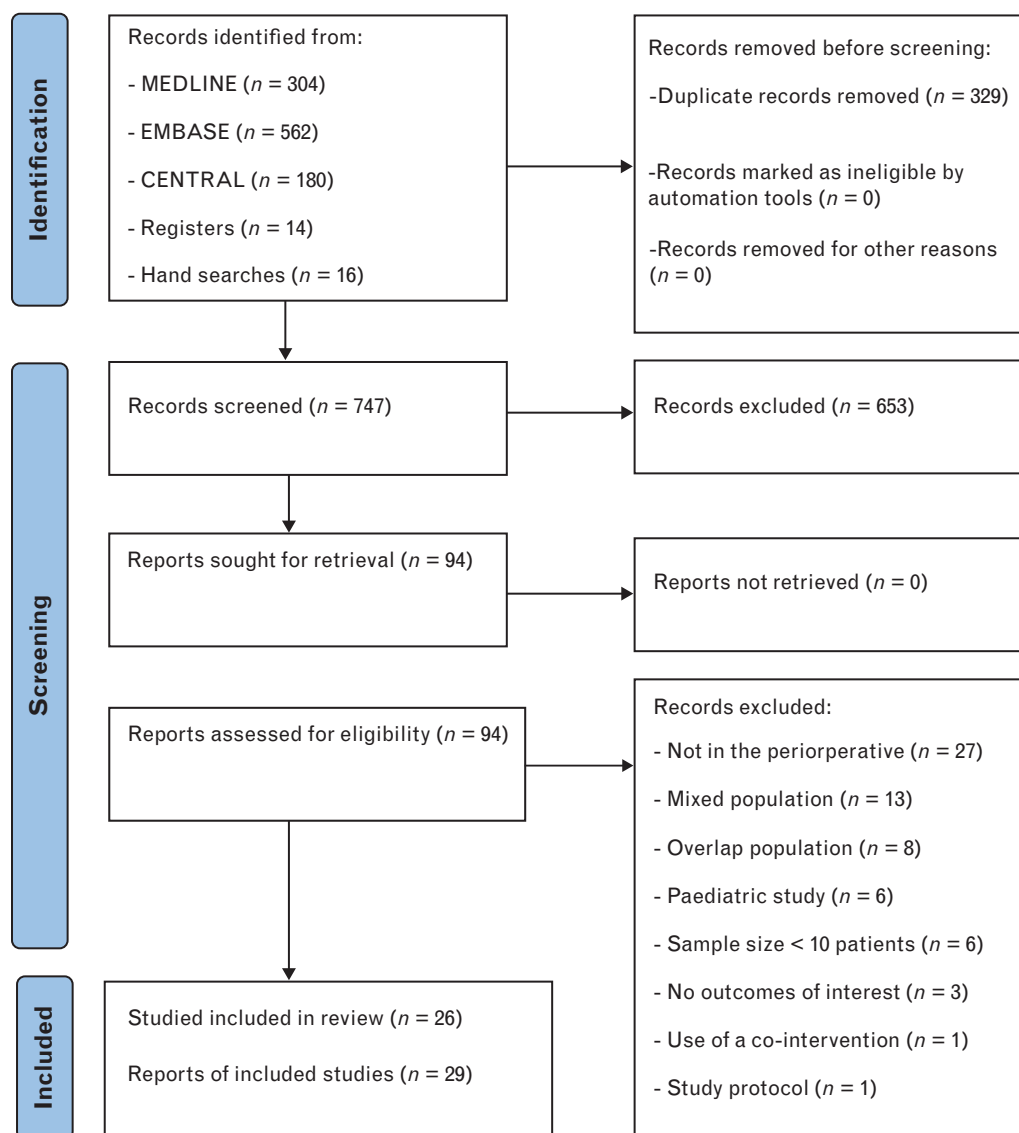 Identification
Records identified from:
- MEDLINE (n = 304)
- EMBASE (n = 562)
- CENTRAL (n = 180)
- Registers (n = 14)
- Hand searches (n = 16)
Records removed before screening:
-Duplicate records removed (n = 329)
-Records marked as ineligible by
automation tools (n = 0)
-Records removed for other reasons
(n = 0)
Screening
Records screened (n = 747)
Records excluded (n = 653)
Reports sought for retrieval (n = 94)
Reports not retrieved (n = 0)
Reports assessed for eligibility (n = 94)
Records excluded:
- Not in the periorperative (n = 27)
- Mixed population (n = 13)
- Overlap population (n = 8)
- Paediatric study (n = 6)
- Sample size < 10 patients (n = 6)
- No outcomes of interest (n = 3)
- Use of a co-intervention (n = 1)
- Study protocol (n = 1)
Included
Studied included in review (n = 26)
Reports of included studies (n = 29)